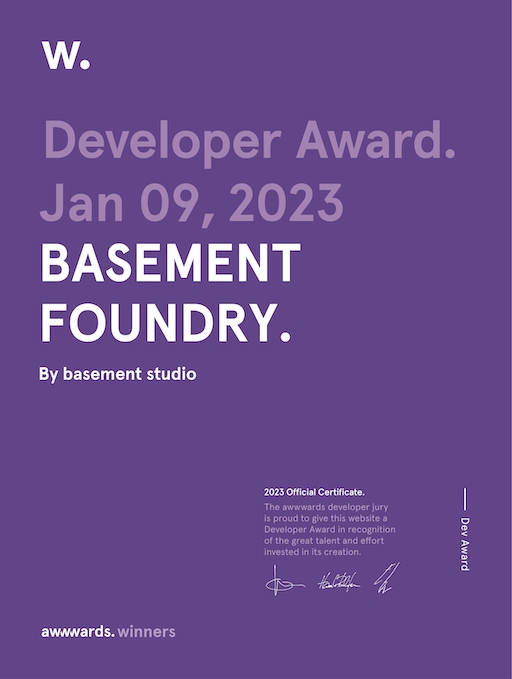 w.
Developer Award.
Jan 09, 2023
BASEMENT
FOUNDRY.
By basement studio
2023 Official Certificate.
The awwwards developer jury
is proud to give this website a
Developer Award in recognition
of the great talent and effort
invested in its creation.
Dev Award
awwwards. winners